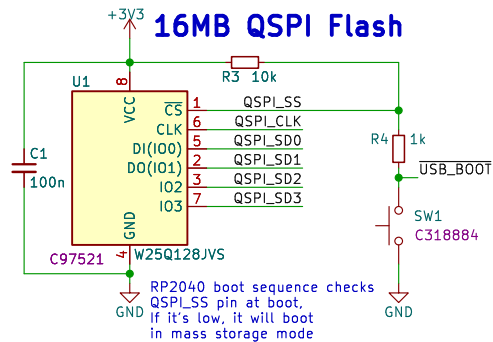 +3V3
16MB QSPI Flash
R3 10k
U1
8
VCC
CS
1
QSPI_SS
CLK
6
QSPI_CLK
R4 1k
DI(IO0)
5
QSPI_SD0
DO(IO1)
2
QSPI_SD1
USB_BOOT
C1
100n
IO2
3
QSPI_SD2
IO3
7
QSPI_SD3
SW1
C318884
GND
C97521
4
W25Q128JVS
GND
GND
RP2040 boot sequence checks
QSPI_SS pin at boot,
If it's low, it will boot
in mass storage mode